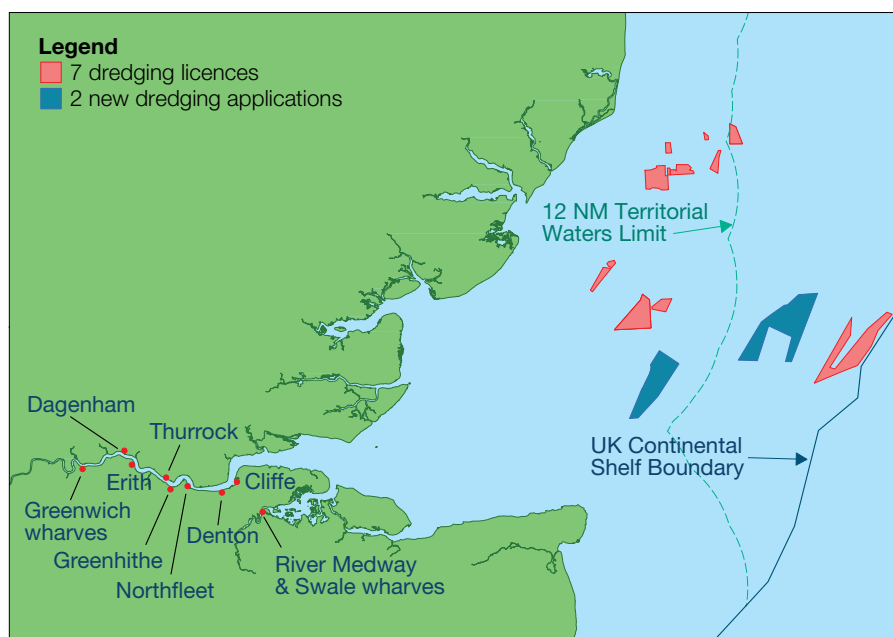 Legend
7 dredging licences
2 new dredging applications
12 NM Territorial
Waters Limit
UK Continental
Shelf Boundary
Dagenham
Thurrock
Erith
Cliffe
Greenwich
wharves
Denton
Greenhithe
River Medway
& Swale wharves
Northfleet